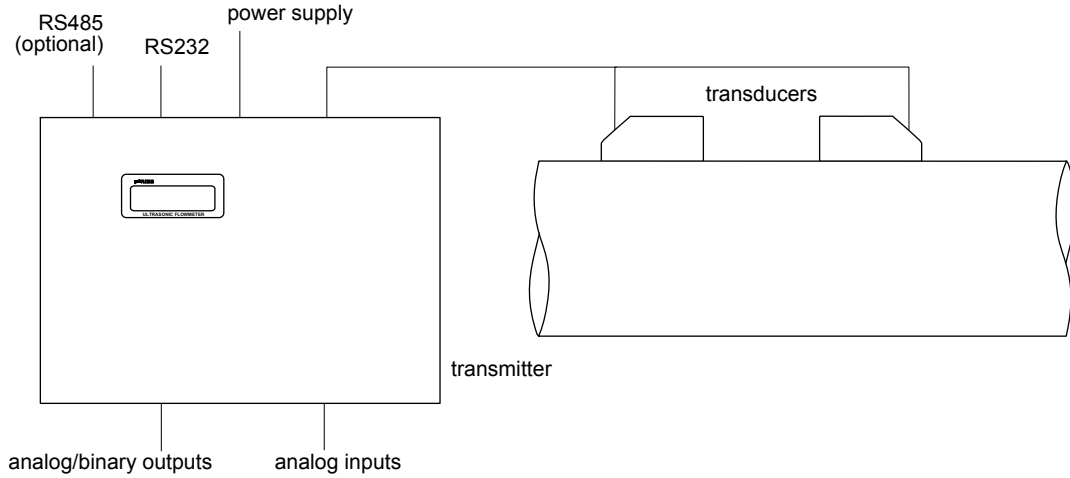 power supply
RS485
(optional)
RS232
transducers
ULTRASONIC FLOWMETER
transmitter
analog/binary outputs
analog inputs